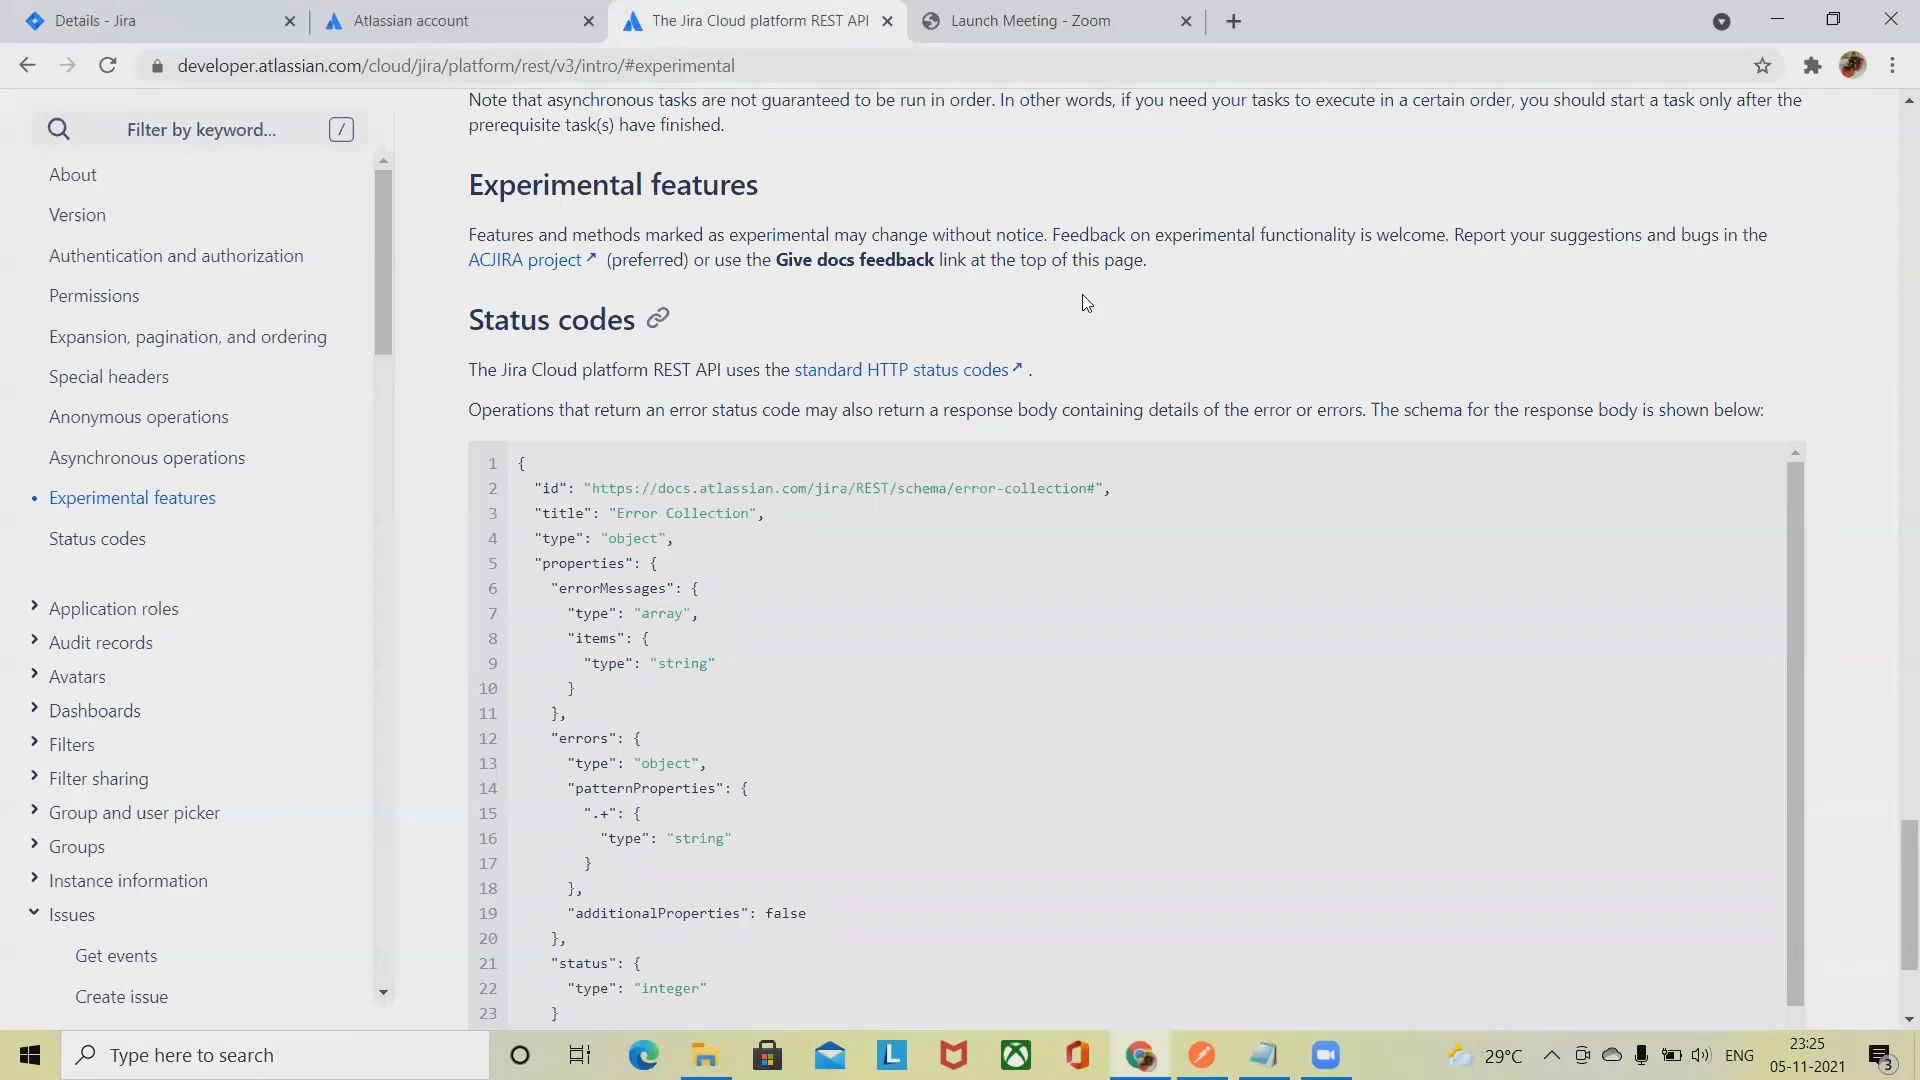 Details - Jira
Atlassian account
The Jira Cloud platform REST API
Launch Meeting - Zoom
developer.atlassian.com/cloud/jira/platform/rest/v3/intro/#experimental
Filter by keyword...
/
About
Version
Authentication and authorization
Permissions
Expansion, pagination, and ordering
Special headers
Anonymous operations
Asynchronous operations
Experimental features
Status codes
Application roles
Audit records
Avatars
Dashboards
Filters
Filter sharing
Group and user picker
Groups
Instance information
Issues
Get events
Create issue
Note that asynchronous tasks are not guaranteed to be run in order. In other words, if you need your tasks to execute in a certain order, you should start a task only after the
prerequisite task(s) have finished.
Experimental features
Features and methods marked as experimental may change without notice. Feedback on experimental functionality is welcome. Report your suggestions and bugs in the
ACJIRA project (preferred) or use the Give docs feedback link at the top of this page.
Status codes
The Jira Cloud platform REST API uses the standard HTTP status codes .
Operations that return an error status code may also return a response body containing details of the error or errors. The schema for the response body is shown below:
1 {
2 "id": "https://docs.atlassian.com/jira/REST/schema/error-collection#",
3 "title": "Error Collection",
4 "type": "object",
5 "properties": {
6 "errorMessages": {
7 "type": "array",
8 "items": {
9 "type": "string"
10 }
11 },
12 "errors": {
13 "type": "object",
14 "patternProperties": {
15 ".+": {
16 "type": "string"
17 }
18 },
19 "additionalProperties": false
20 },
21 "status": {
22 "type": "integer"
23 }
Type here to search
L
29°C
ENG
23:25
05-11-2021
3